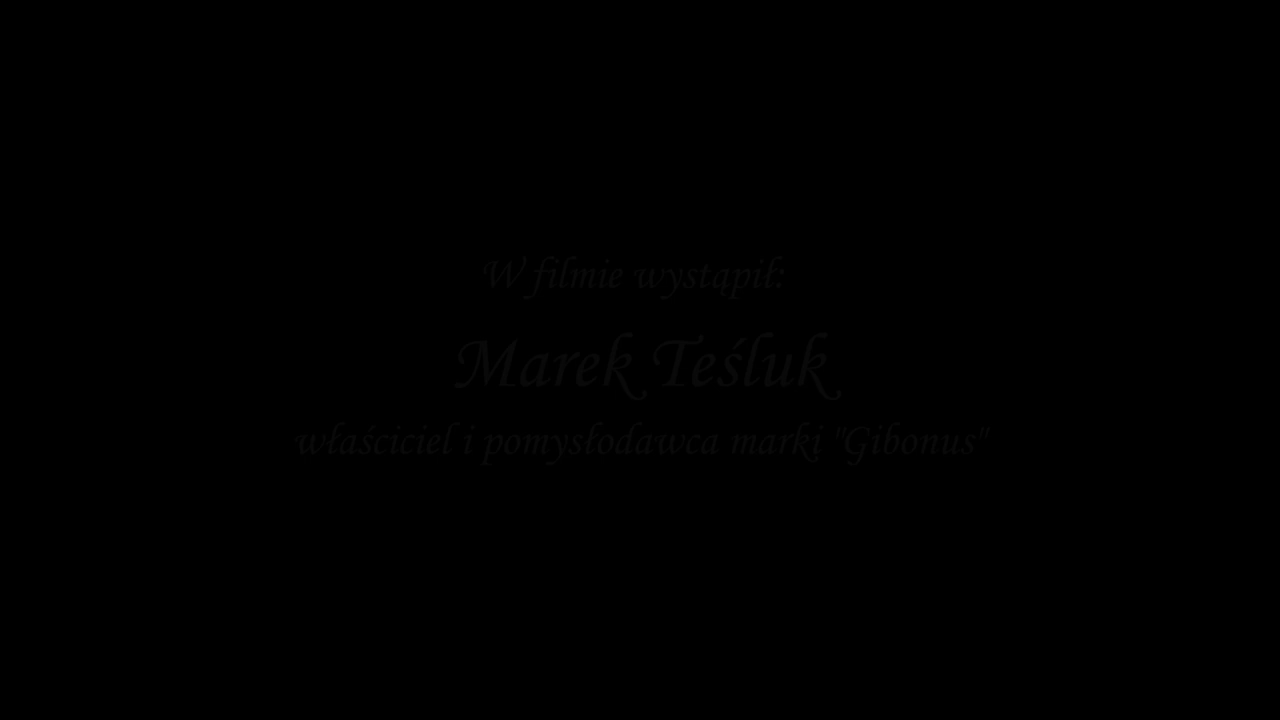 W filmie wystąpił:
Marek Teśluk
właściciel i pomysłodawca marki "Gibonus"